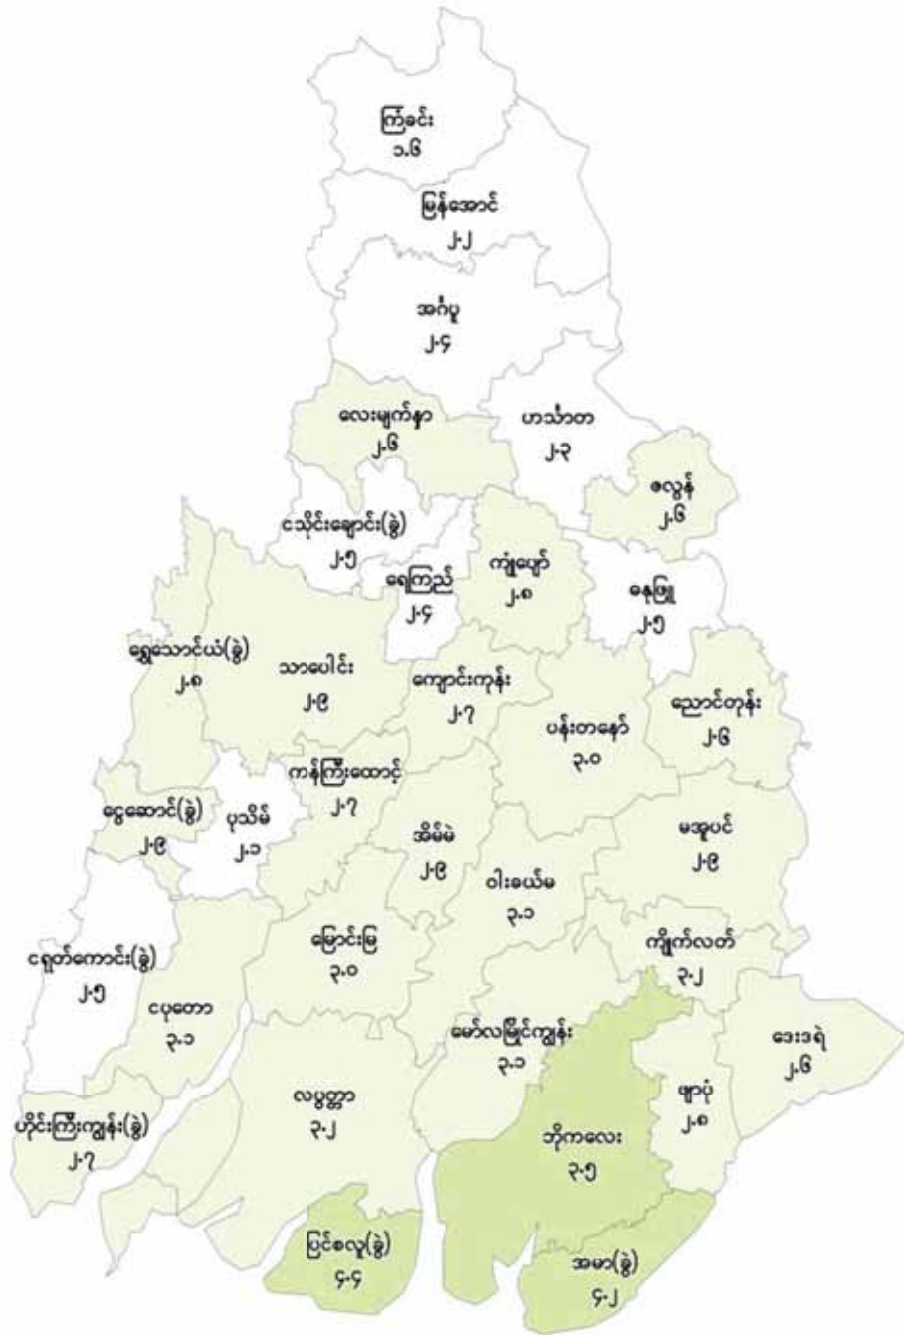 ကြံခင်း
၁.၆
မြန်အောင်
၂.၂
အင်္ဂပူ
၂.၄
လေးမျက်နှာ
၂.၆
ဟင်္သာတ
၂.၃
ဇလွန်
၂.၆
ငသိုင်းချောင်း(ခွဲ)
၂.၅
ရေကြည်
၂.၄
ကျုံပျော်
၂.၈
ဓနုဖြူ
၂.၅
ရွှေသောင်ယံ(ခွဲ)
၂.၈
သာပေါင်း
၂.၉
ကျောင်းကုန်း
၂.၇
ပန်းတနော်
၃.၀
ညောင်တုန်း
၂.၆
ငွေဆောင်(ခွဲ)
၂.၉
ပုသိမ်
၂.၁
ကန်ကြီးထောင့်
၂.၇
အိမ်မဲ
၂.၉
ဝါးခယ်မ
၃.၁
မအူပင်
၂.၉
ငရုတ်ကောင်း(ခွဲ)
၂.၅
ငပုတော
၃.၁
မြောင်းမြ
၃.၀
မော်လမြိုင်ကျွန်း
၃.၁
ကျိုက်လတ်
၃.၂
ဒေးဒရဲ
၂.၆
ဟိုင်းကြီးကျွန်း(ခွဲ)
၂.၇
လပွတ္တာ
၃.၂
ဘိုကလေး
၃.၅
ဖျာပုံ
၂.၈
ပြင်စလူ(ခွဲ)
၄.၄
အမာ(ခွဲ)
၄.၂